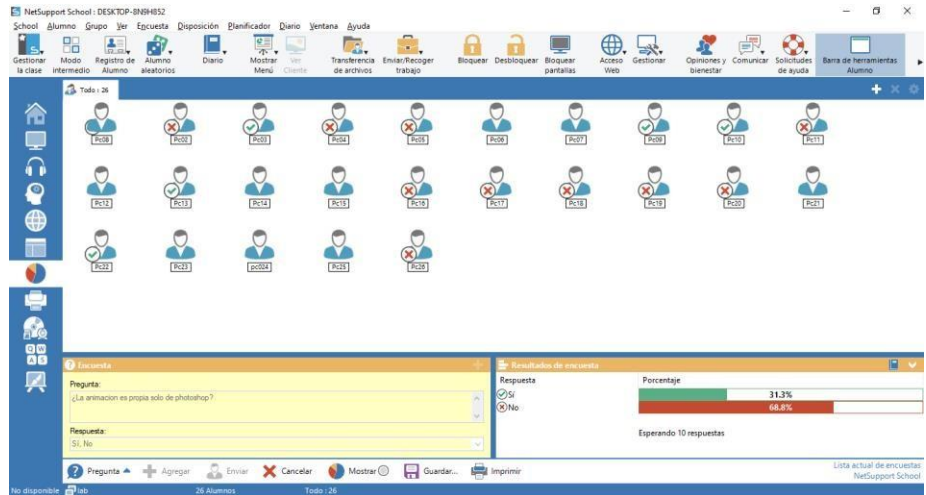 NetSupport School : DESKTOP-8N9H852
School Alumno Grupo Ver Encuesta Disposición Planificador Diario Ventana Ayuda
Gestionar la clase
Modo intermedio
Registro de Alumno
Alumno aleatorios
Diario
Mostrar Menú
Ver Cliente
Transferencia de archivos
Enviar/Recoger trabajo
Bloquear
Desbloquear
Bloquear pantallas
Acceso Web
Gestionar
Opiniones y bienestar
Comunicar
Solicitudes de ayuda
Barra de herramientas Alumno
Todo : 26
Pc08 Pc02 Pc03 Pc04 Pc05 Pc06 Pc07 Pc09 Pc10 Pc11
Pc12 Pc13 Pc14 Pc15 Pc16 Pc17 Pc18 Pc19 Pc20 Pc21
Pc22 Pc23 pc024 Pc25 Pc26
Q W
A S
Encuesta
Pregunta:
¿La animacion es propia solo de photoshop?
Respuesta:
Sí, No
Resultados de encuesta
Respuesta Porcentaje
Sí 31.3%
No 68.8%
Esperando 10 respuestas
Pregunta Agregar Enviar Cancelar Mostrar Guardar... Imprimir
Lista actual de encuestas
NetSupport School
No disponible lab 26 Alumnos Todo : 26